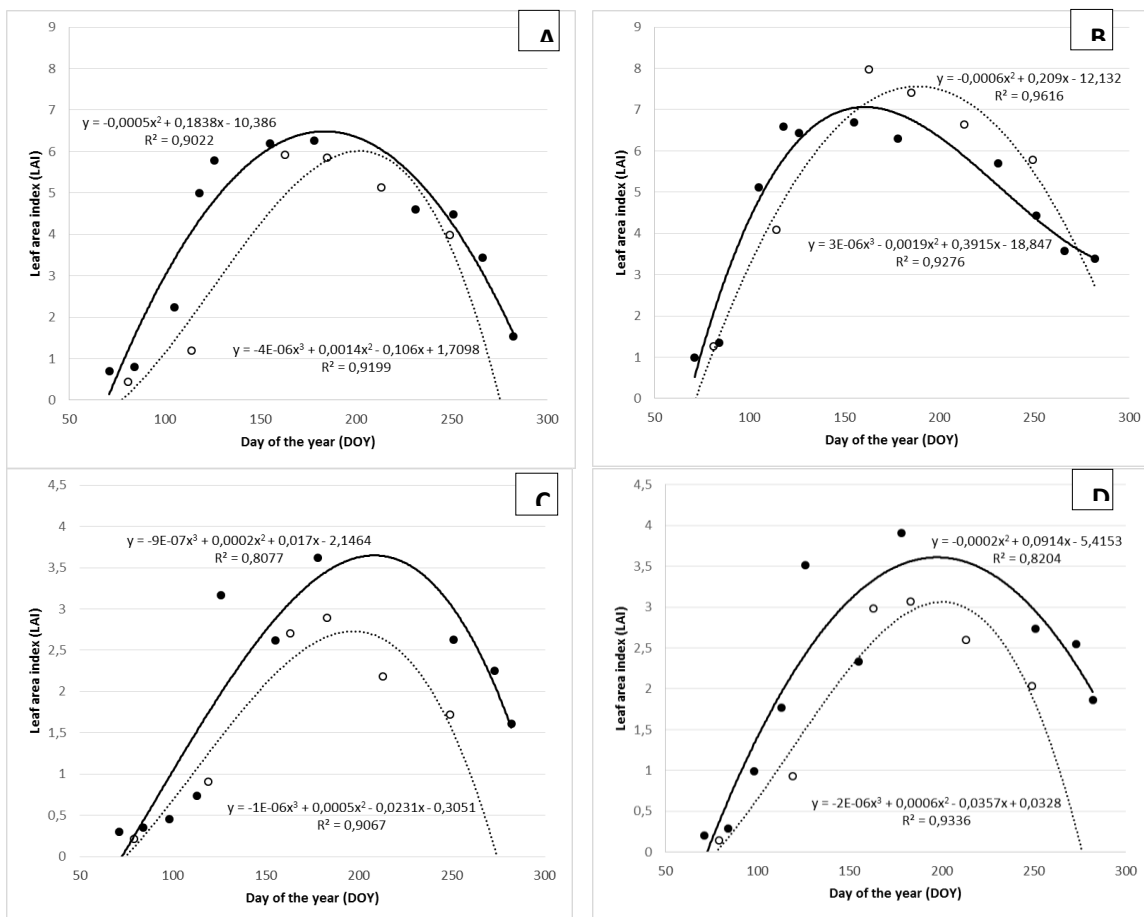 A
9
8
7
6
5
4
3
2
1
0
Leaf area index (LAI)
y = -0,0005x² + 0,1838x - 10,386
R² = 0,9022
y = -4E-06x³ + 0,0014x² - 0,106x + 1,7098
R² = 0,9199
50 100 150 200 250 300
Day of the year (DOY)
B
9
8
7
6
5
4
3
2
1
0
Leaf area index (LAI)
y = -0,0006x² + 0,209x - 12,132
R² = 0,9616
y = 3E-06x³ - 0,0019x² + 0,3915x - 18,847
R² = 0,9276
50 100 150 200 250 300
Day of the year (DOY)
C
4,5
4
3,5
3
2,5
2
1,5
1
0,5
0
Leaf area index (LAI)
y = -9E-07x³ + 0,0002x² + 0,017x - 2,1464
R² = 0,8077
y = -1E-06x³ + 0,0005x² - 0,0231x - 0,3051
R² = 0,9067
50 100 150 200 250 300
Day of the year (DOY)
D
4,5
4
3,5
3
2,5
2
1,5
1
0,5
0
Leaf area index (LAI)
y = -0,0002x² + 0,0914x - 5,4153
R² = 0,8204
y = -2E-06x³ + 0,0006x² - 0,0357x + 0,0328
R² = 0,9336
50 100 150 200 250 300
Day of the year (DOY)